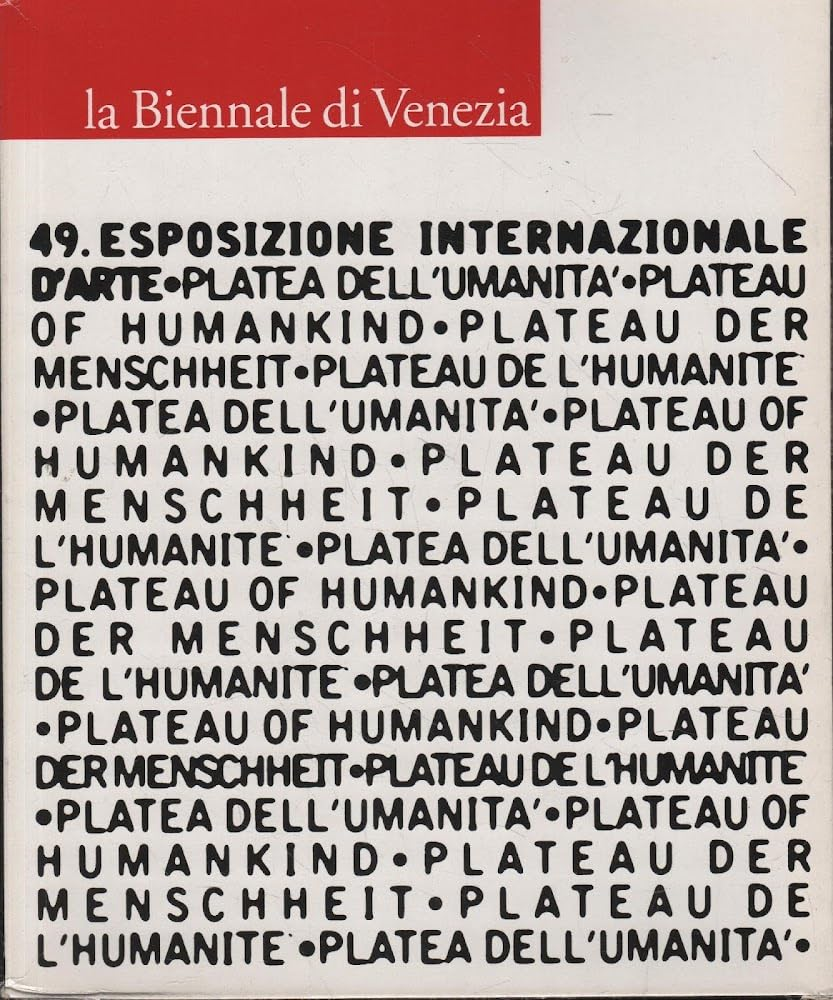 la Biennale di Venezia
49. ESPOSIZIONE INTERNAZIONALE
D'ARTE•PLATEA DELL'UMANITA'•PLATEAU
OF HUMANKIND•PLATEAU DER
MENSCHHEIT•PLATEAU DE L'HUMANITE'
•PLATEA DELL'UMANITA'•PLATEAU OF
HUMANKIND•PLATEAU DER
MENSCHHEIT•PLATEAU DE
L'HUMANITE'•PLATEA DELL'UMANITA'•
PLATEAU OF HUMANKIND•PLATEAU
DER MENSCHHEIT•PLATEAU
DE L'HUMANITE'•PLATEA DELL'UMANITA'
•PLATEAU OF HUMANKIND•PLATEAU
DER MENSCHHEIT•PLATEAU DE L'HUMANITE
•PLATEA DELL'UMANITA'•PLATEAU OF
HUMANKIND•PLATEAU DER
MENSCHHEIT•PLATEAU DE
L'HUMANITE'•PLATEA DELL'UMANITA'•